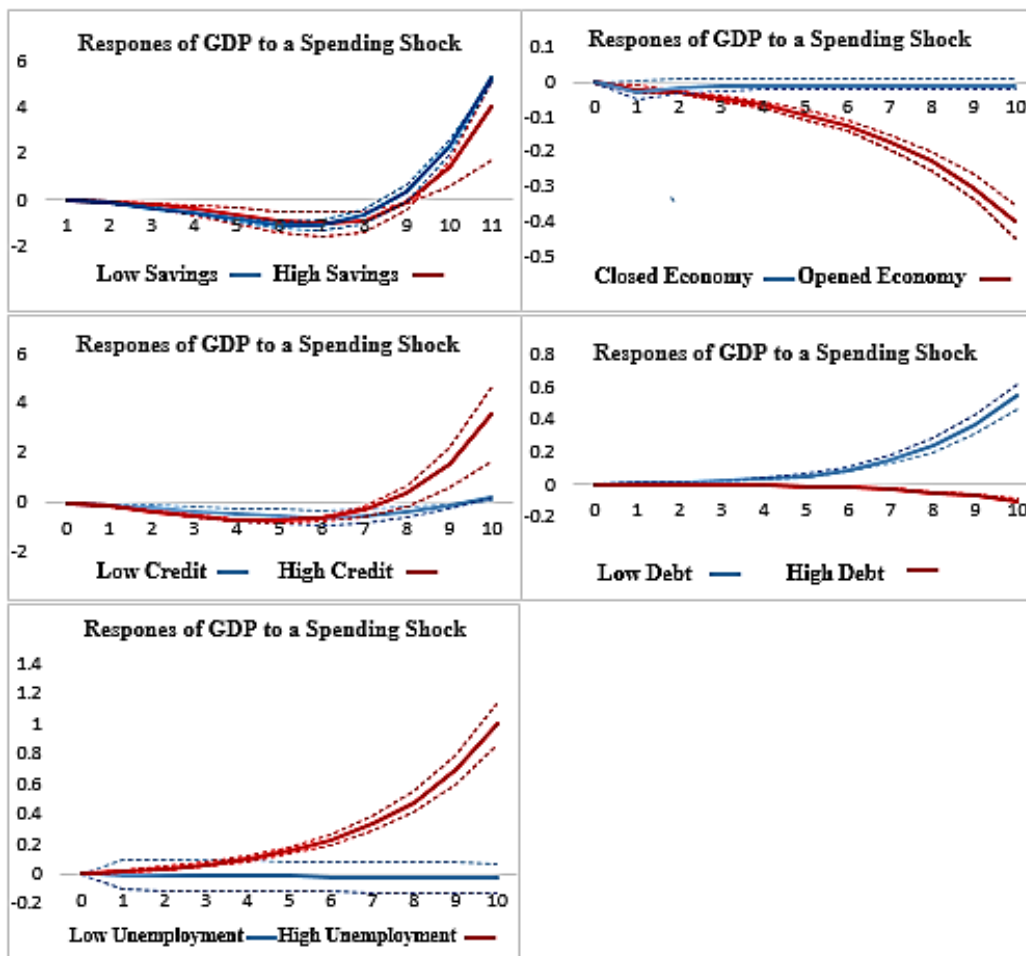 Respones of GDP to a Spending Shock
6
4
2
0
-2
1 2 3 4 5 6 7 8 9 10 11
Low Savings High Savings
Respones of GDP to a Spending Shock
0.1
0
-0.1
-0.2
-0.3
-0.4
-0.5
0 1 2 3 4 5 6 7 8 9 10
Closed Economy Opened Economy
Respones of GDP to a Spending Shock
6
4
2
0
-2
0 1 2 3 4 5 6 7 8 9 10
Low Credit High Credit
Respones of GDP to a Spending Shock
0.8
0.6
0.4
0.2
0
-0.2
0 1 2 3 4 5 6 7 8 9 10
Low Debt High Debt
Respones of GDP to a Spending Shock
1.4
1.2
1
0.8
0.6
0.4
0.2
0
-0.2
0 1 2 3 4 5 6 7 8 9 10
Low Unemployment High Unemployment